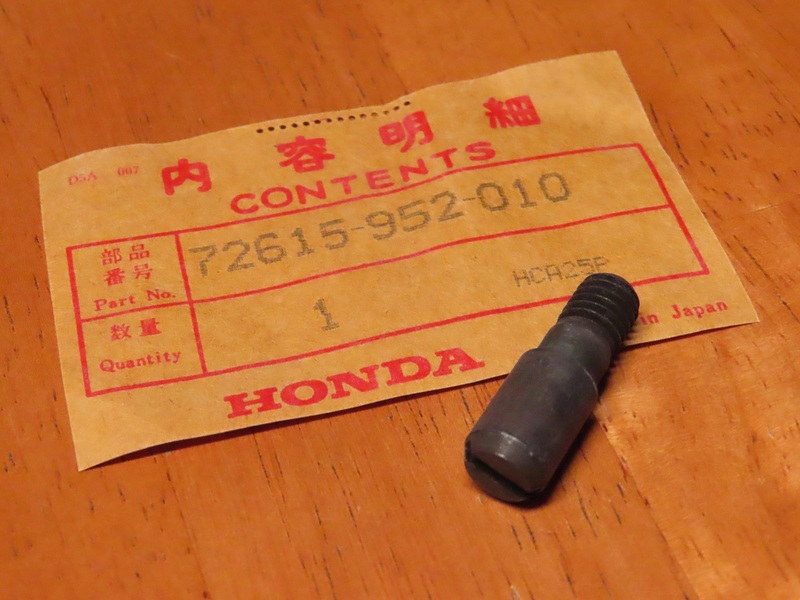 D5A 007
内容明細
CONTENTS
部品番号
Part No.
72615-952-010
数量
Quantity
1
HCA25P
HONDA
in Japan